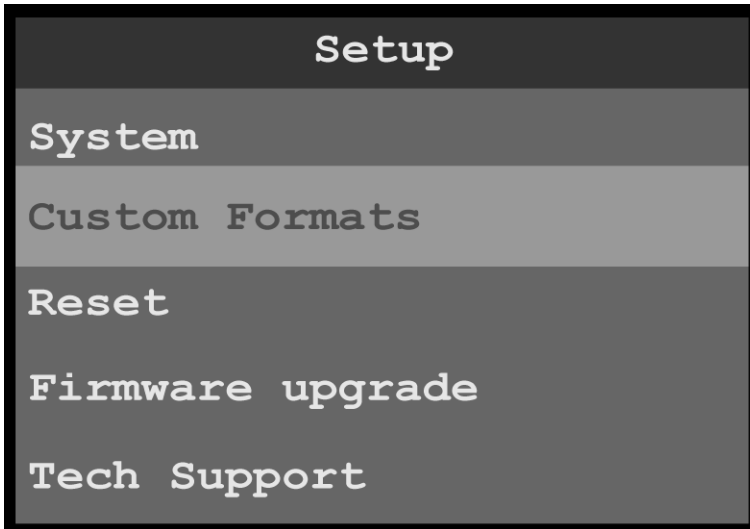 Setup
System
Custom Formats
Reset
Firmware upgrade
Tech Support